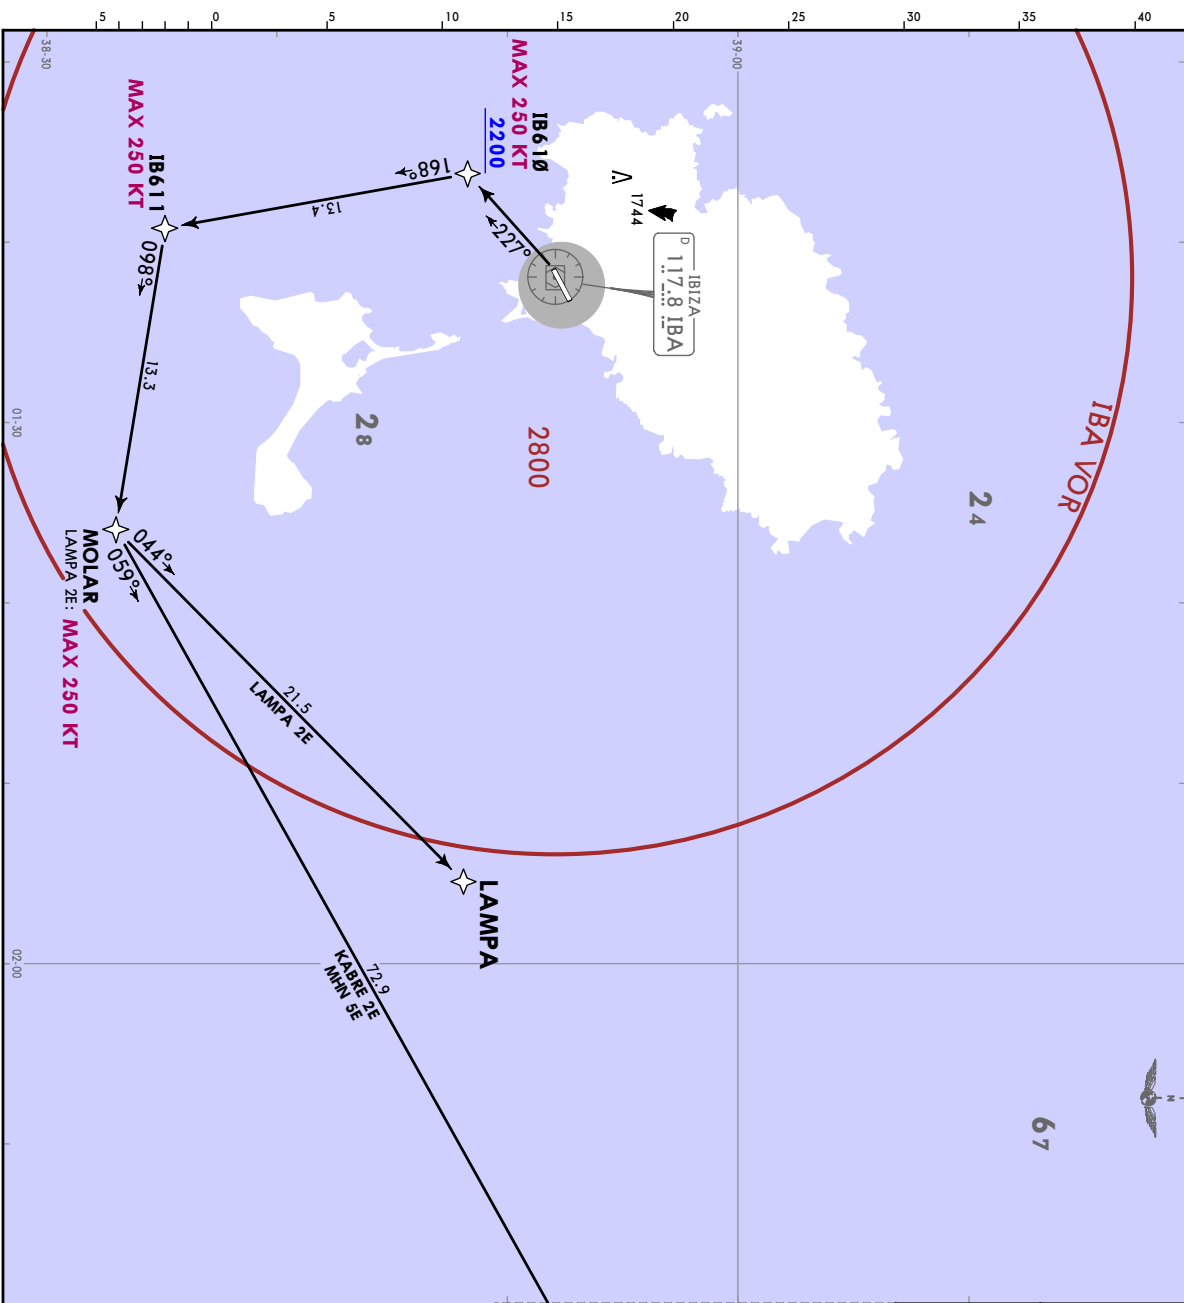 5
0
5
10
15
20
25
30
35
40
38-30
39-00
MAX 250 KT
IB610
MAX 250 KT
2200
IB611
MAX 250 KT
168°
13.4
227°
1744
D
IBIZA
117.8 IBA
098°
13.3
01-30
28
2800
24
IBA VOR
MOLAR
LAMPA 2E: MAX 250 KT
044°
059°
21.5
LAMPA 2E
LAMPA
02-00
72.9
KABRE 2E
MHN 5E
67
N